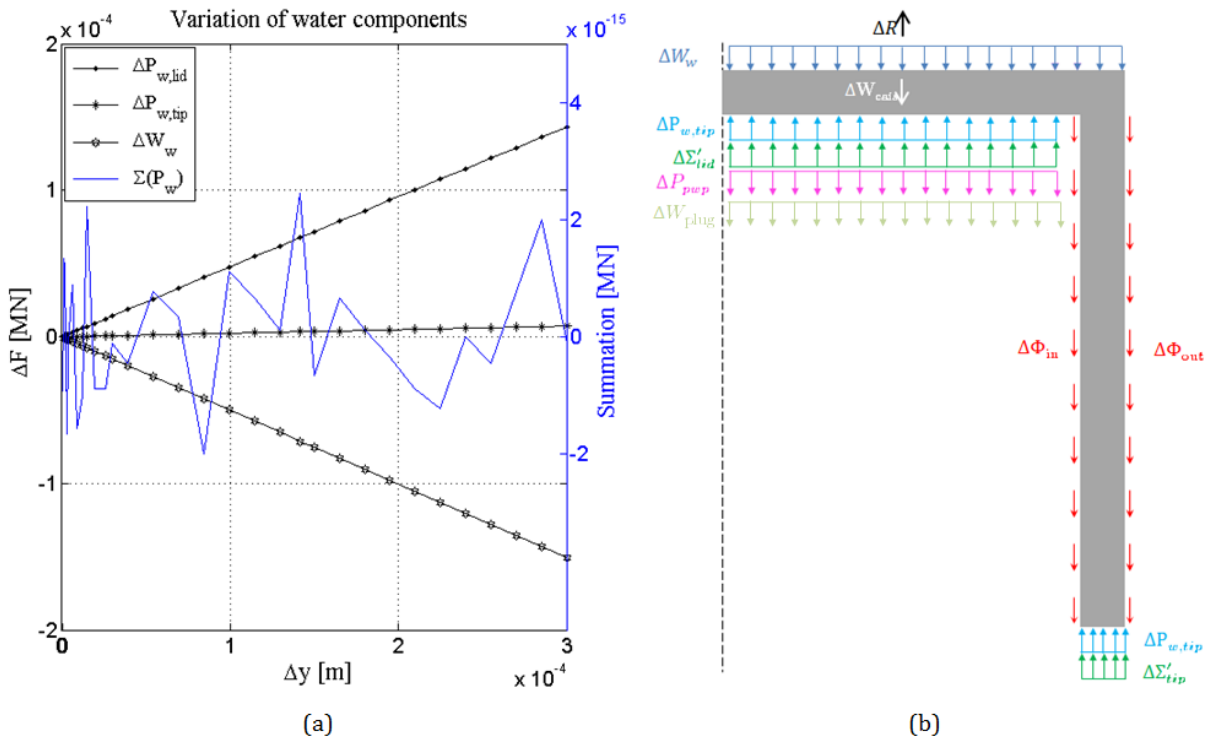 Variation of water components
× 10⁻⁴
× 10⁻¹⁵
2
1
0
-1
-2
ΔF [MN]
ΔP_w,lid
ΔP_w,tip
ΔW_w
Σ(P_w)
4
2
0
-2
Summation [MN]
0
1
2
3
Δy [m]
× 10⁻⁴
(a)
ΔR
ΔW_w
ΔP_w,tip
ΔΣ′_lid
ΔP_pwp
ΔW_plug
ΔΦ_in
ΔΦ_out
ΔP_w,tip
ΔΣ′_tip
(b)